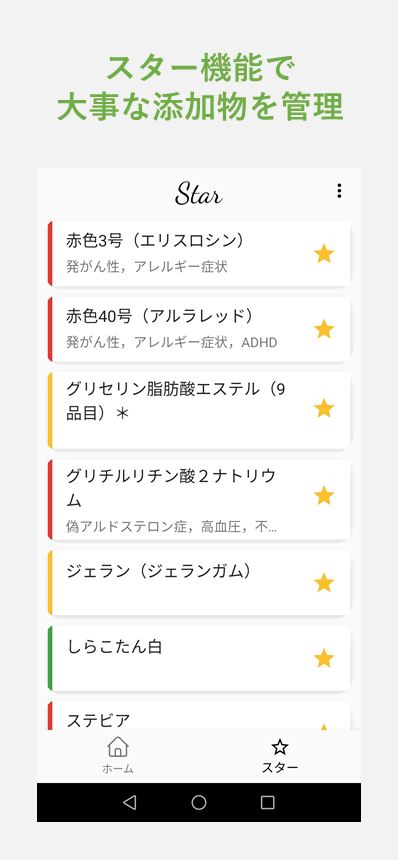 スター機能で
大事な添加物を管理
Star
赤色3号（エリスロシン）
発がん性，アレルギー症状
赤色40号（アルラレッド）
発がん性，アレルギー症状，ADHD
グリセリン脂肪酸エステル（9
品目）＊
グリチルリチン酸２ナトリウ
ム
偽アルドステロン症，高血圧，不…
ジェラン（ジェランガム）
しらこたん白
ステビア
ホーム
スター